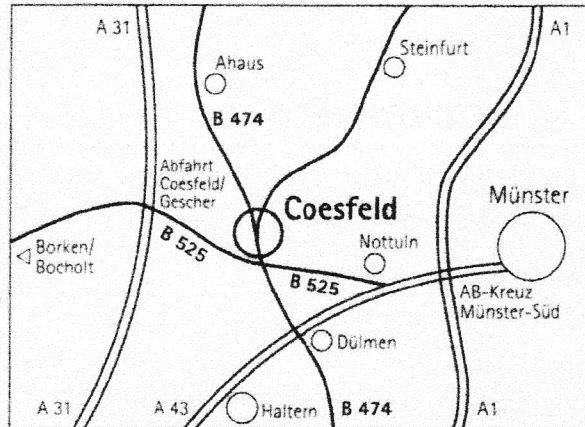 A 31
A1
Steinfurt
Ahaus
B 474
Abfahrt
Coesfeld/
Gescher
Coesfeld
Münster
Nottuln
Borken/
Bocholt
B 525
B 525
AB-Kreuz
Münster-Süd
Dülmen
A 31
A 43
Haltern
B 474
A1